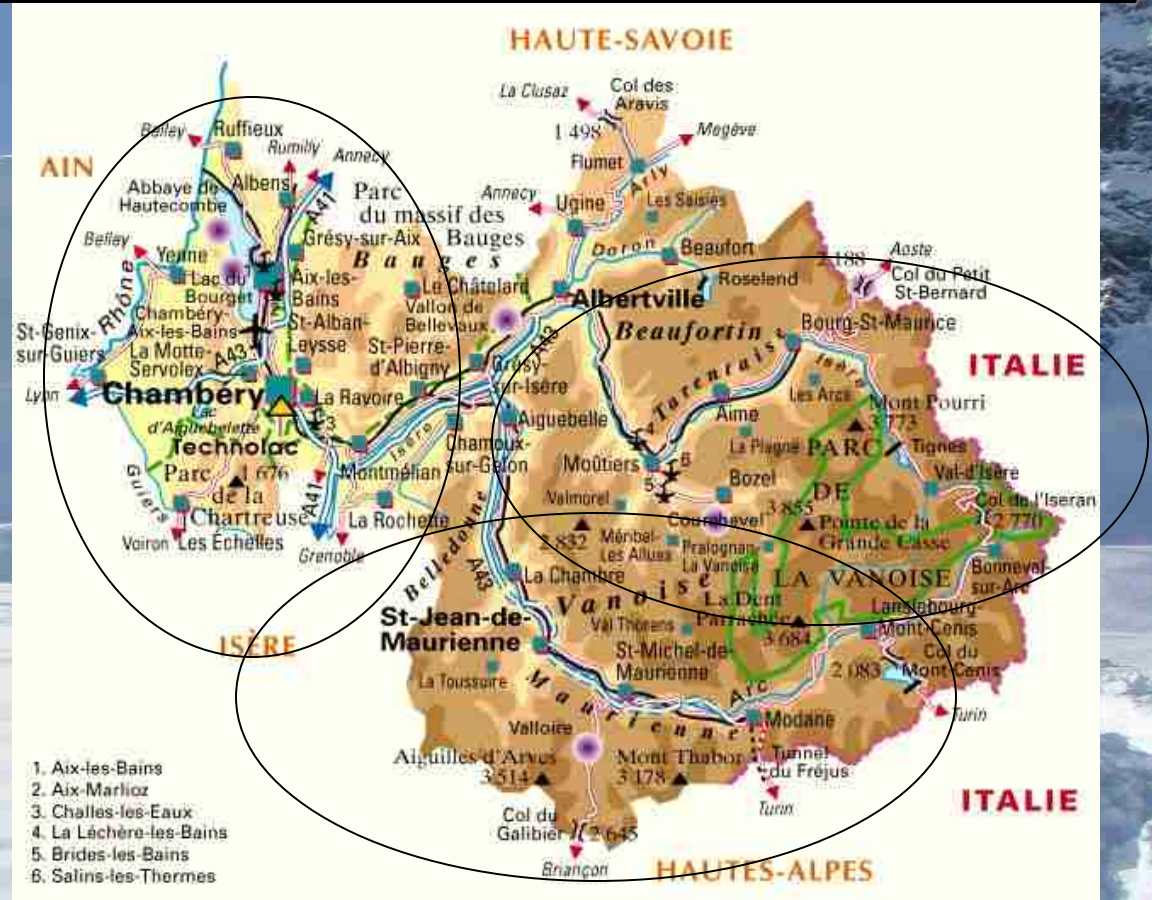 HAUTE-SAVOIE
La Clusaz
Col des
Aravis
1 498
Megève
Flumet
Arly
Belley
Ruffieux
Rumilly
Annecy
AIN
Abbaye de
Hautecombe
Albens
A41
Parc
du massif des
Bauges
Annecy
Ugine
Les Saisies
Belley
Yenne
Grésy-sur-Aix
Bauges
Doron
Beaufort
2 188
Aoste
Col du Petit
St-Bernard
Rhône
Lac du
Bourget
Aix-les-
Bains
Le Châtelard
Vallon de
Bellevaux
Albertville
Roselend
Beaufortin
Bourg-St-Maurice
St-Genix-
sur-Guiers
Chambéry-
Aix-les-Bains
St-Alban-
Leysse
La Motte-
Servolex
A43
St-Pierre-
d'Albigny
A43
Grésy-
sur-Isère
Tarentaise
Isère
ITALIE
Lyon
Chambéry
La Ravoire
Aime
Les Arcs
Mont Pourri
3 773
Lac
d'Aiguebelette
Technolac
3
Aiguebelle
4
La Plagne
PARC
Tignes
Parc
de la
Chartreuse
1 676
Montmélian
Isère
Chamoux-
sur-Gelon
Moûtiers
6
5
Bozel
Val-d'Isère
Guiers
A41
La Rochette
Valmorel
DE
3 855
Col de l'Iseran
2 770
Voiron
Les Échelles
Grenoble
2 832
Courchevel
Pointe de la
Grande Casse
Méribel-
Les Allues
Pralognan-
La Vanoise
Belledonne
A43
La Chambre
Vanoise
LA VANOISE
Bonneval-
sur-Arc
La Dent
Parrachée
3 684
Lanslebourg-
Mont-Cenis
St-Jean-de-
Maurienne
Val Thorens
ISÈRE
St-Michel-de-
Maurienne
Col du
Mont-Cenis
2 083
La Toussuire
Maurienne
Arc
Turin
Valloire
Modane
Aiguilles d'Arves
3 514
Mont Thabor
3 178
Tunnel
du Fréjus
Turin
ITALIE
Col du
Galibier
2 645
Briançon
HAUTES-ALPES
1. Aix-les-Bains
2. Aix-Marlioz
3. Challes-les-Eaux
4. La Léchère-les-Bains
5. Brides-les-Bains
6. Salins-les-Thermes